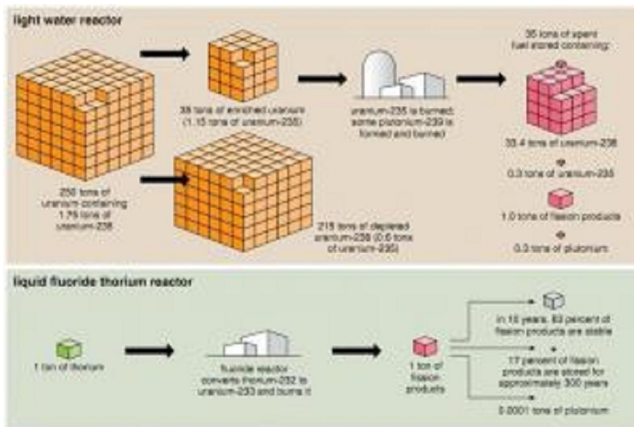 light water reactor
35 tons of enriched uranium
(1.15 tons of uranium-235)
uranium-235 is burned;
some plutonium-239 is
formed and burned
35 tons of spent
fuel stored containing:
33.4 tons of uranium-238
0.3 tons of uranium-235
1.0 tons of fission products
0.3 tons of plutonium
250 tons of
uranium containing
1.75 tons of
uranium-235
215 tons of depleted
uranium-238 (0.6 tons
of uranium-235)
liquid fluoride thorium reactor
1 ton of thorium
fluoride reactor
converts thorium-232 to
uranium-233 and burns it
1 ton of
fission
products
in 10 years, 83 percent of
fission products are stable
17 percent of fission
products are stored for
approximately 300 years
0.0001 tons of plutonium